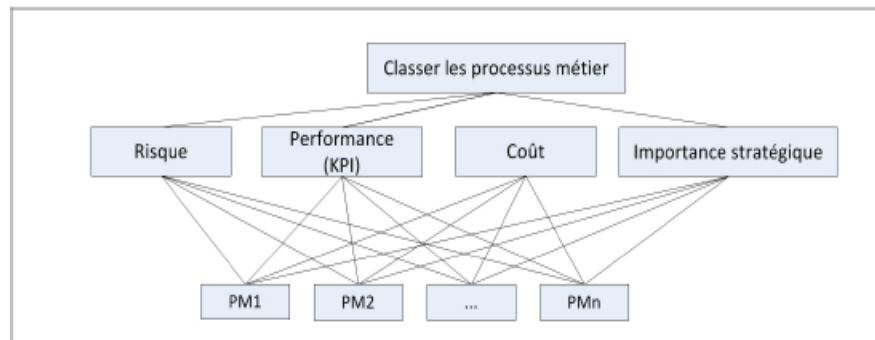 Classer les processus métier
Risque
Performance
(KPI)
Coût
Importance stratégique
PM1
PM2
...
PMn